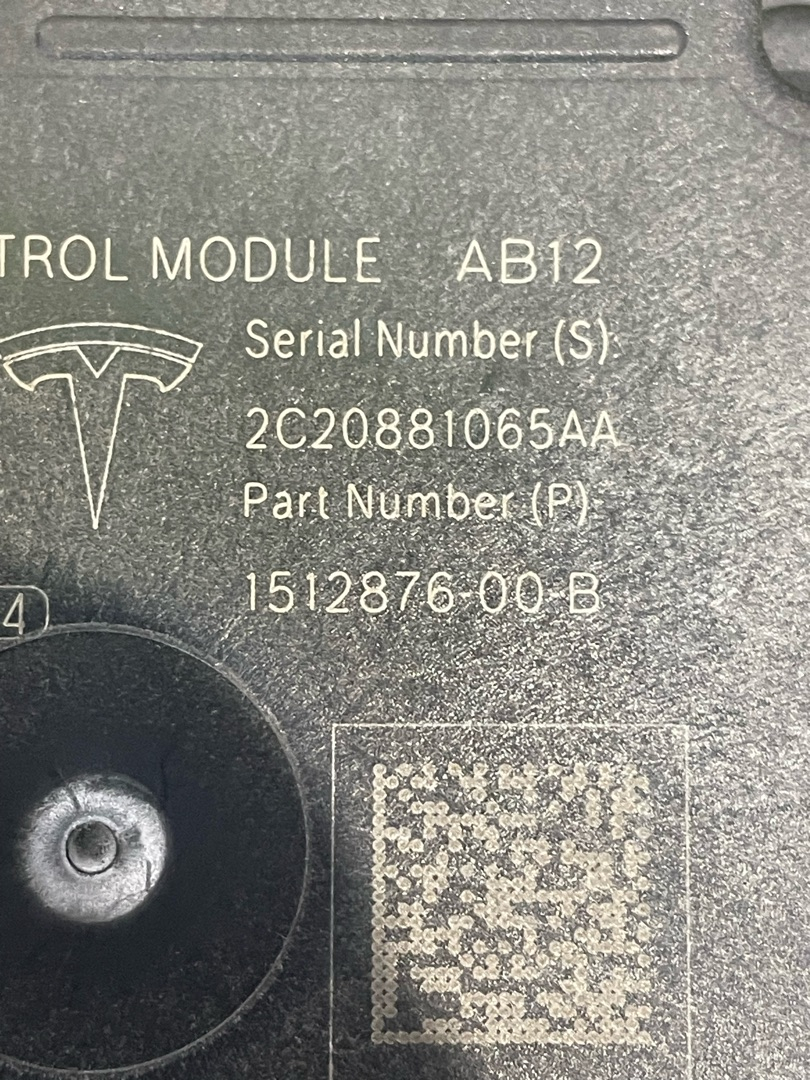 TROL MODULE AB12
Serial Number (S):
2C20881065AA
Part Number (P):
1512876-00-B
4